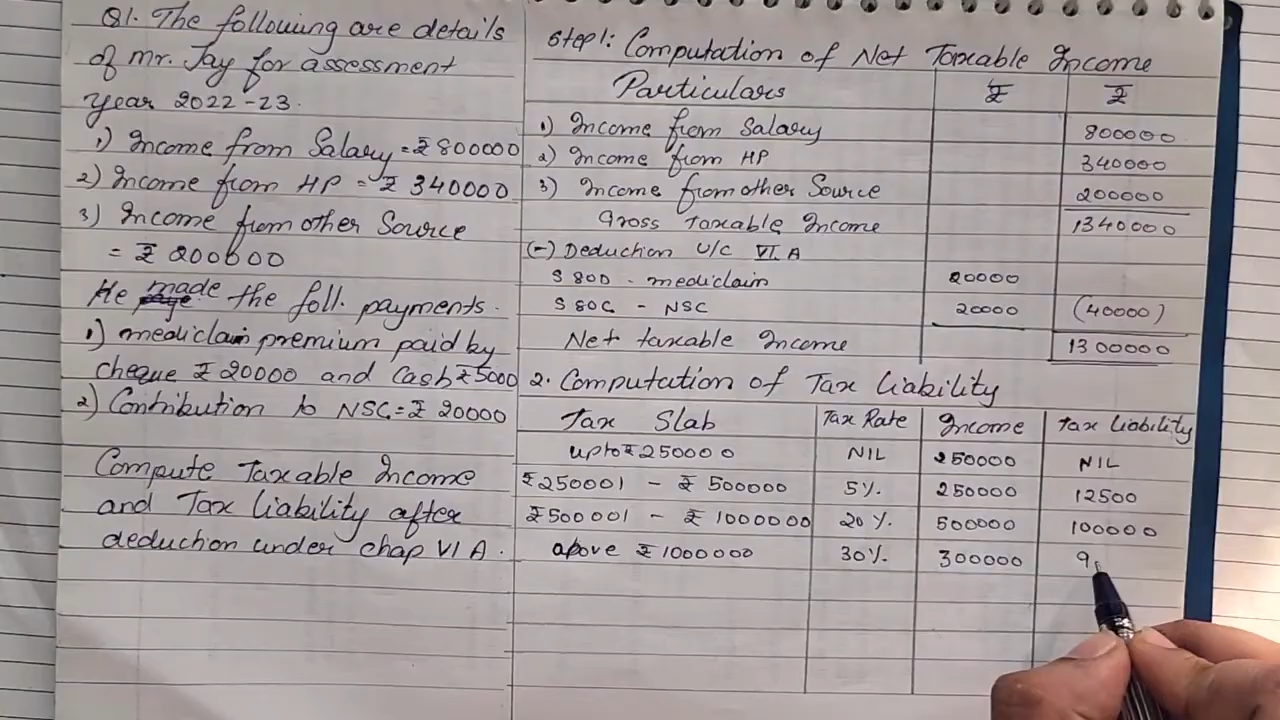 Q1. The following are details
of Mr. Jay for assessment
year 2022-23.
1) Income from Salary = ₹ 800000
2) Income from HP = ₹ 340000
3) Income from other Source
= ₹ 200000
He made the foll. payments.
1) mediclaim premium paid by
cheque ₹ 20000 and Cash ₹ 5000
2) Contribution to NSC = ₹ 20000
Compute Taxable Income
and Tax Liability after
deduction under chap VI A.
Step 1: Computation of Net Taxable Income
Particulars ₹ ₹
1) Income from Salary 800000
2) Income from HP 340000
3) Income from other Source 200000
Gross Taxable Income 1340000
(-) Deduction U/C VI.A
S 80D - mediclaim 20000
S 80C - NSC 20000 (40000)
Net taxable Income 1300000
2. Computation of Tax Liability
Tax Slab Tax Rate Income Tax Liability
upto ₹ 250000 NIL 250000 NIL
₹ 250001 - ₹ 500000 5% 250000 12500
₹ 500001 - ₹ 1000000 20% 500000 100000
above ₹ 1000000 30% 300000 9